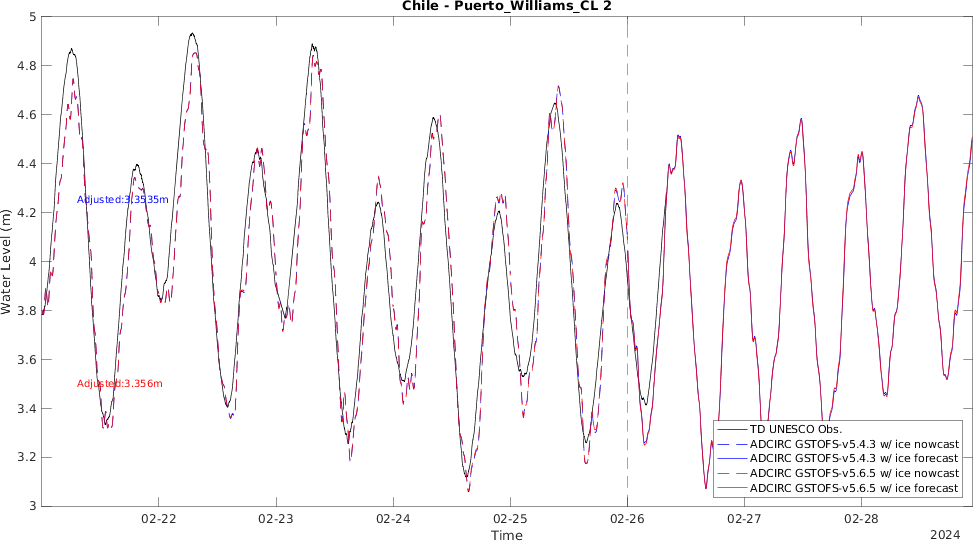 Chile - Puerto_Williams_CL 2
5
4.8
4.6
4.4
4.2
4
3.8
3.6
3.4
3.2
3
Water Level (m)
Adjusted:3.3535m
Adjusted:3.356m
TD UNESCO Obs.
ADCIRC GSTOFS-v5.4.3 w/ ice nowcast
ADCIRC GSTOFS-v5.4.3 w/ ice forecast
ADCIRC GSTOFS-v5.6.5 w/ ice nowcast
ADCIRC GSTOFS-v5.6.5 w/ ice forecast
02-22 02-23 02-24 02-25 02-26 02-27 02-28
Time
2024